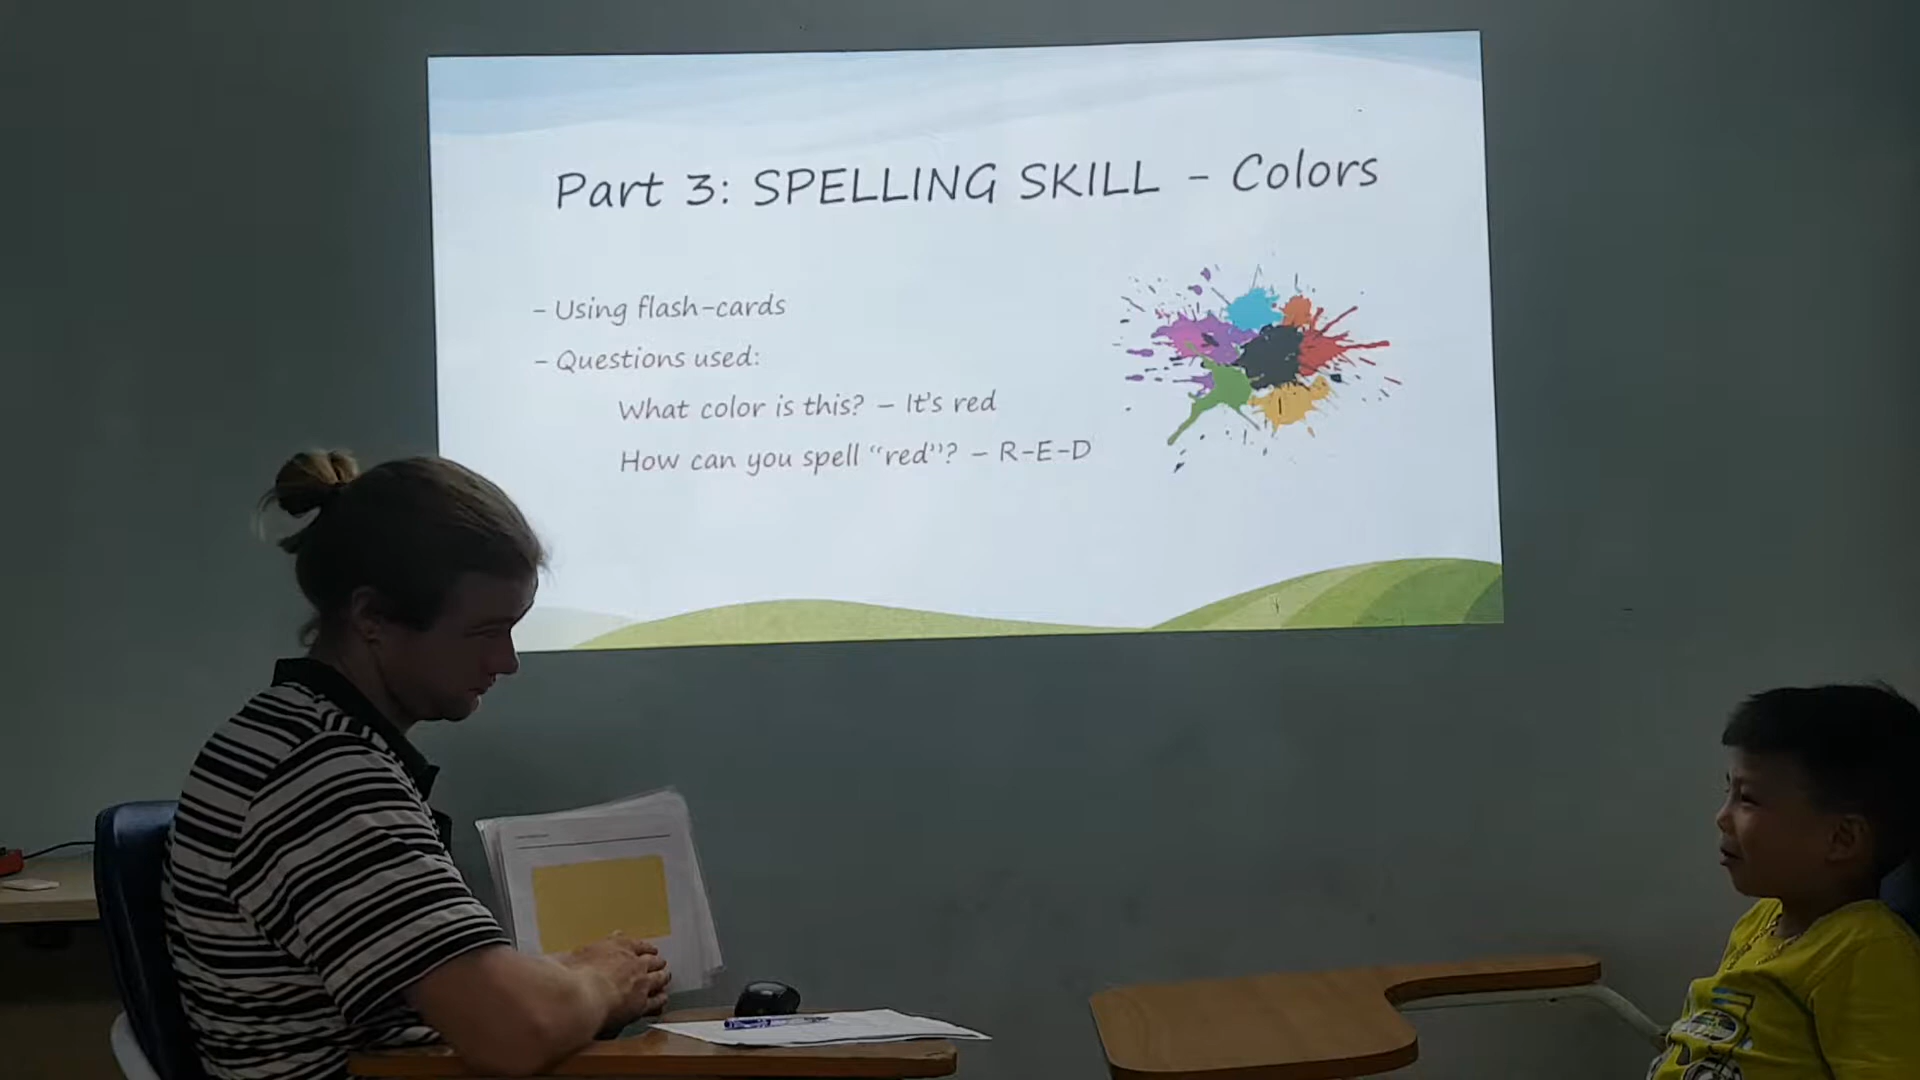 Part 3: SPELLING SKILL - Colors
- Using flash-cards
- Questions used:
What color is this? – It's red
How can you spell “red”? – R-E-D